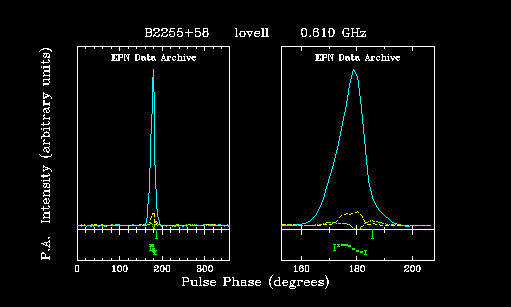 B2255+58 lovell 0.610 GHz
EPN Data Archive EPN Data Archive
P.A. Intensity (arbitrary units)
0 100 200 300 160 180 200
Pulse Phase (degrees)